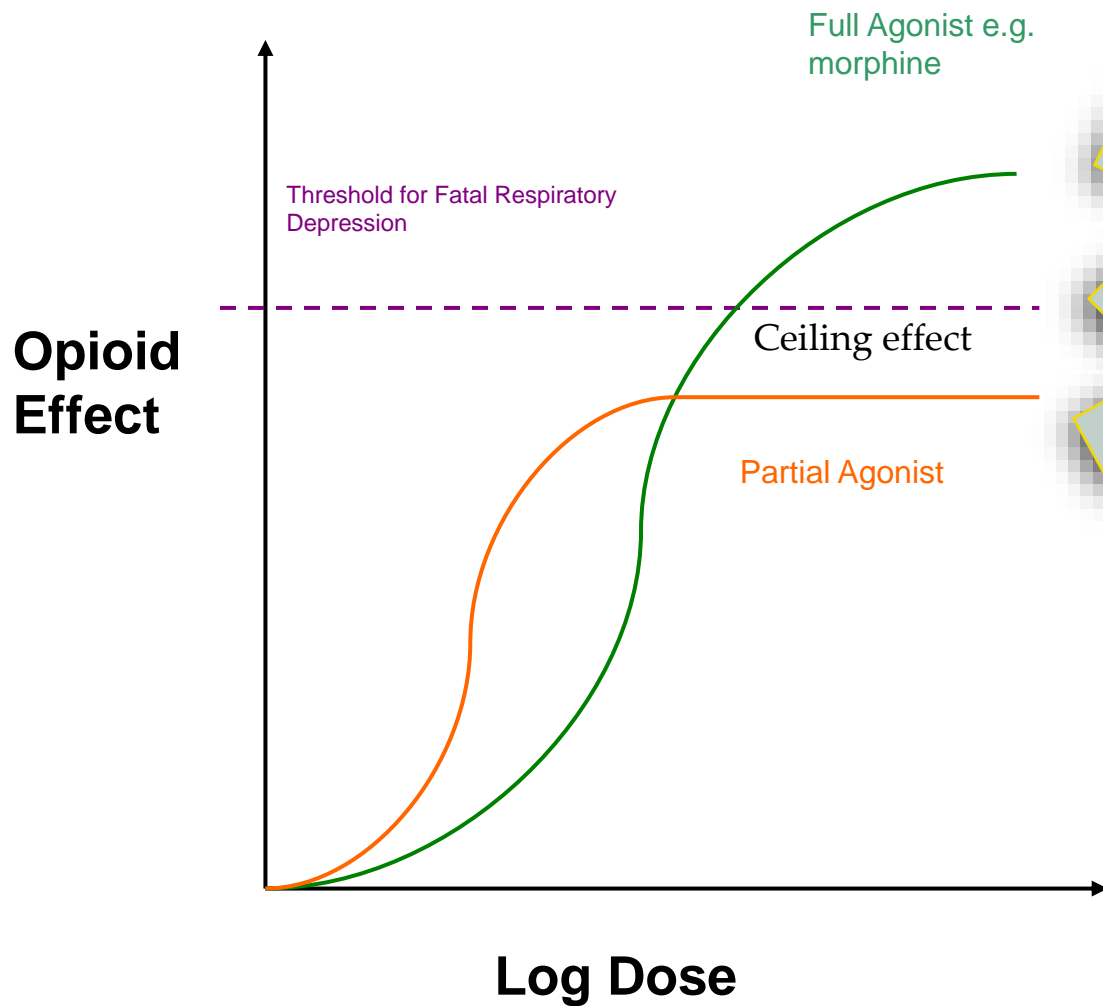 Full Agonist e.g.
morphine
Threshold for Fatal Respiratory
Depression
Opioid
Effect
Ceiling effect
Partial Agonist
Log Dose